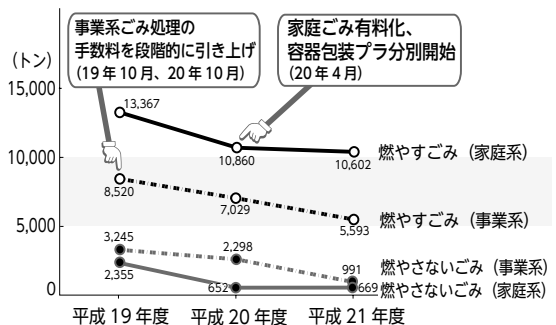 事業系ごみ処理の
手数料を段階的に引き上げ
(19年10月、20年10月)
家庭ごみ有料化、
容器包装プラ分別開始
(20年4月)
(トン)
15,000
10,000
5,000
0
13,367
10,860
10,602
燃やすごみ(家庭系)
8,520
7,029
5,593
燃やすごみ(事業系)
3,245
2,298
991
燃やさないごみ(事業系)
2,355
652
669
燃やさないごみ(家庭系)
平成19年度 平成20年度 平成21年度